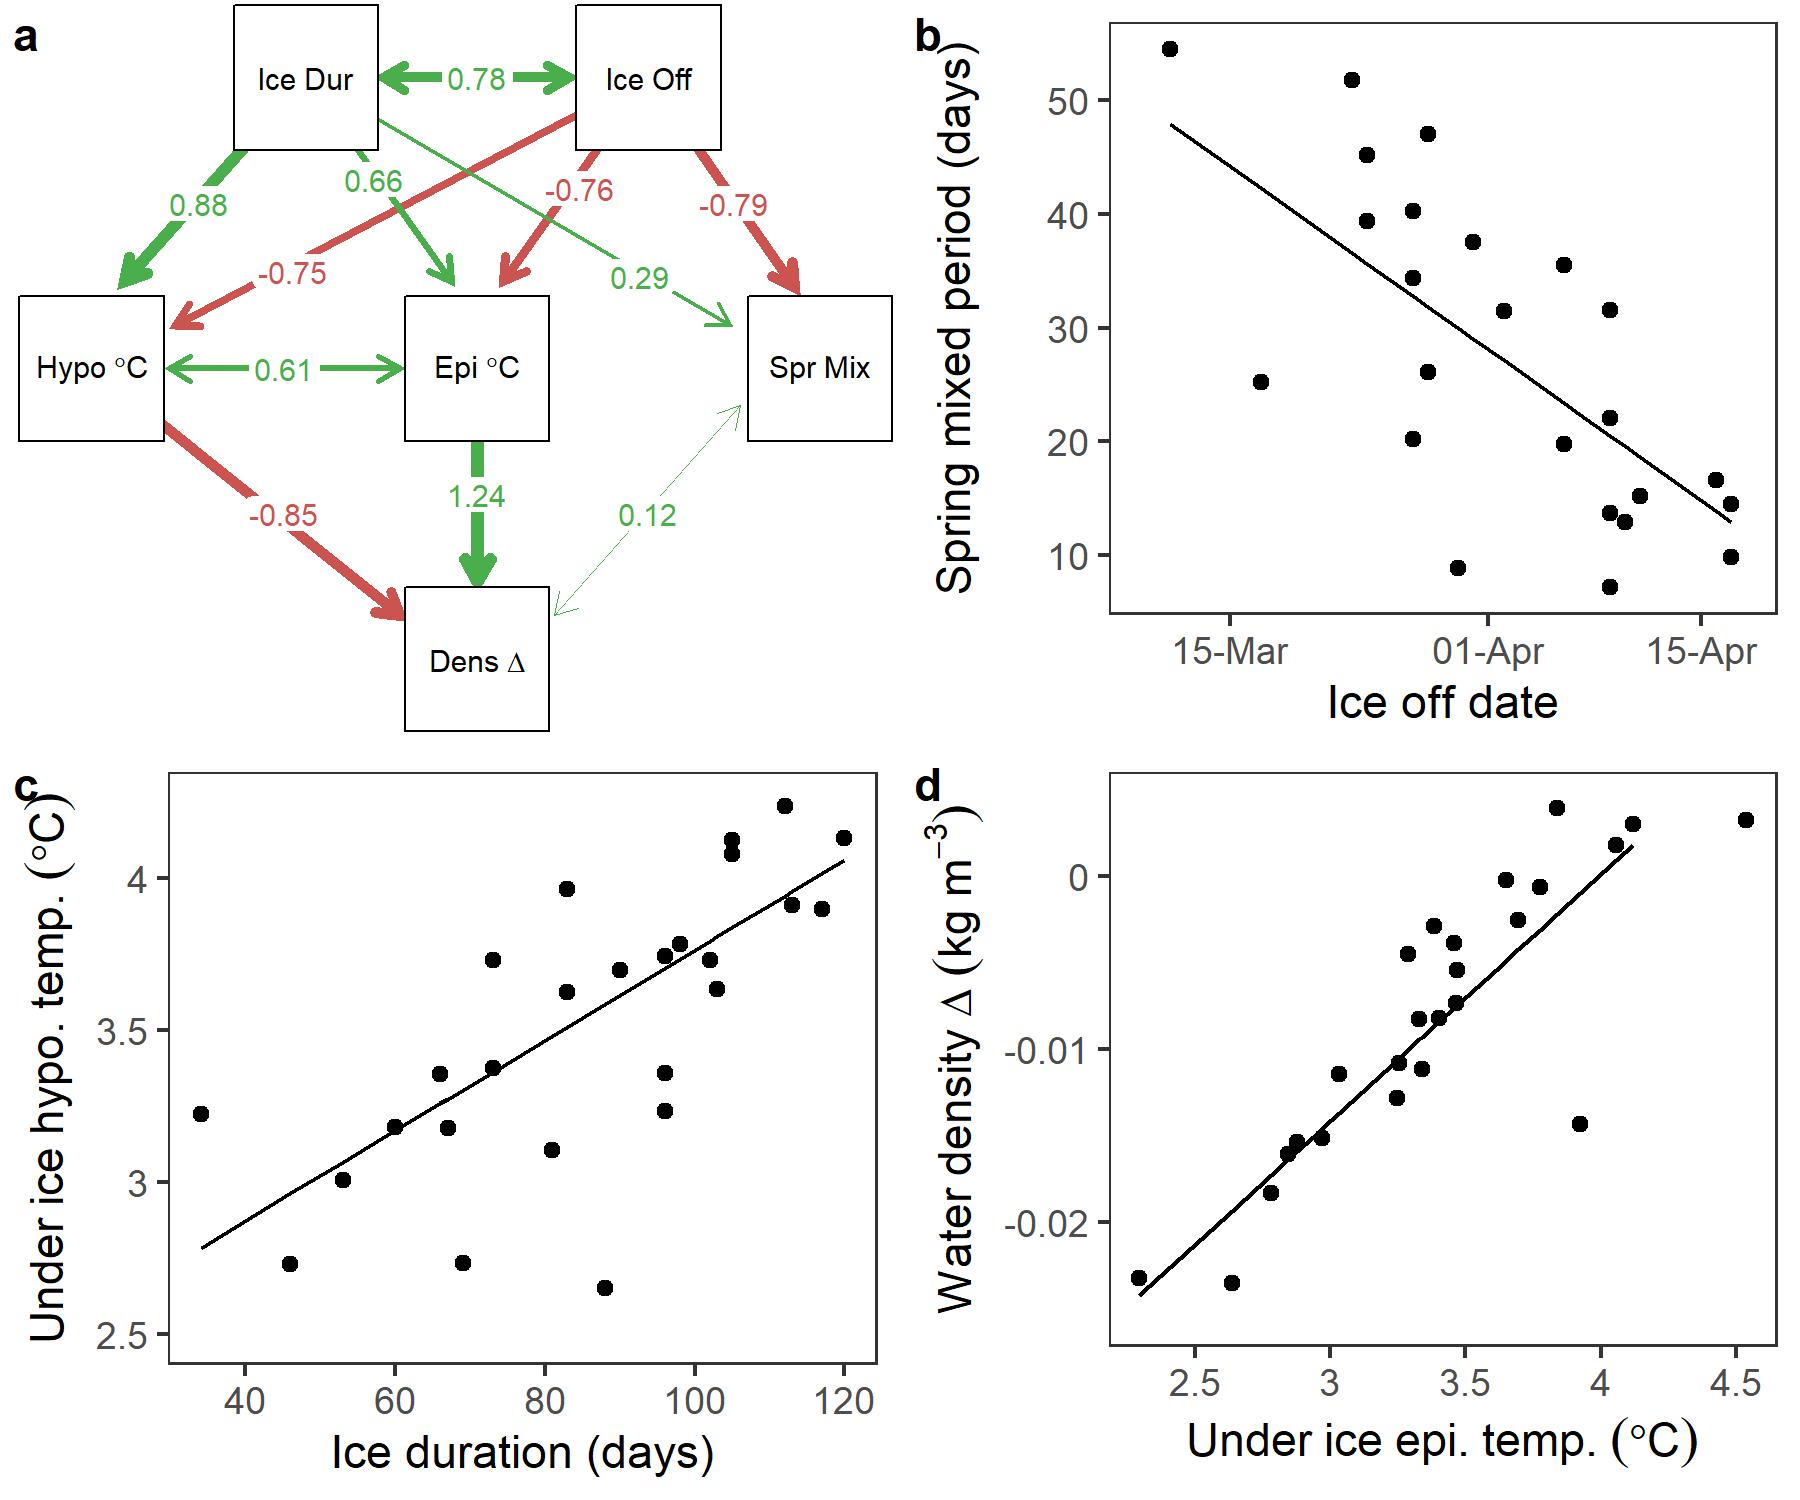 a
Ice Dur
0.78
Ice Off
0.88
0.66
-0.76
-0.79
-0.75
0.29
Hypo °C
0.61
Epi °C
Spr Mix
-0.85
1.24
0.12
Dens Δ
b
Spring mixed period (days)
50
40
30
20
10
15-Mar
01-Apr
15-Apr
Ice off date
c
Under ice hypo. temp. (°C)
4
3.5
3
2.5
40
60
80
100
120
Ice duration (days)
d
Water density Δ (kg m⁻³)
0
-0.01
-0.02
2.5
3
3.5
4
4.5
Under ice epi. temp. (°C)